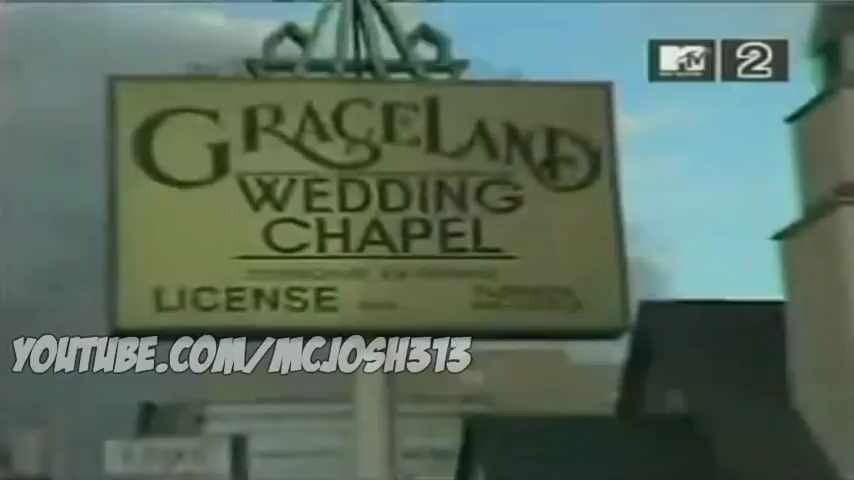 MTV 2
GRACELAND
WEDDING
CHAPEL
LICENSE
YOUTUBE.COM/MCJOSH313